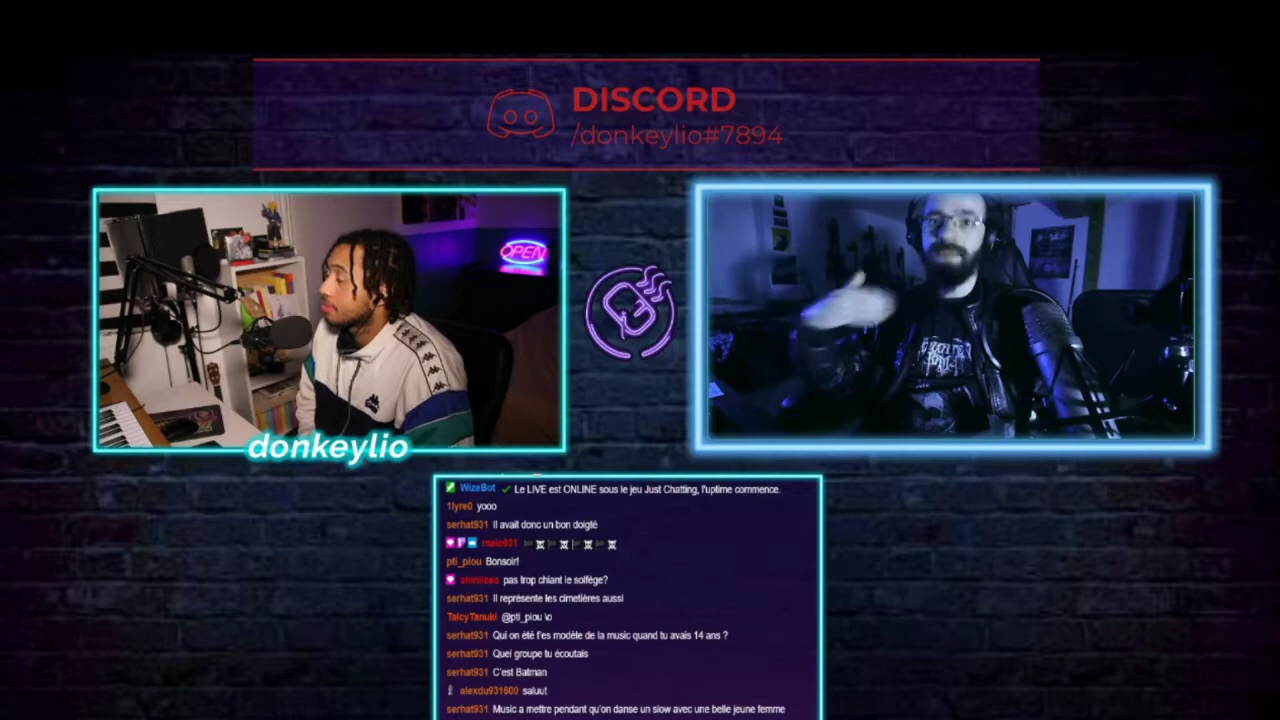 DISCORD
/donkeylio#7894
OPEN
donkeylio
WizeBot Le LIVE est ONLINE sous le jeu Just Chatting, l'uptime commence.
1lyre0 yooo
serhat931 Il avait donc un bon doigté
malo931
pti_piou Bonsoir!
shiniiceo pas trop chiant le solfège?
serhat931 Il représente les cimetières aussi
TalcyTanuki @pti_piou \o
serhat931 Qui on été t'es modèle de la music quand tu avais 14 ans ?
serhat931 Quel groupe tu écoutais
serhat931 C'est Batman
alexdu931600 saluut
serhat931 Music a mettre pendant qu'on danse un slow avec une belle jeune femme